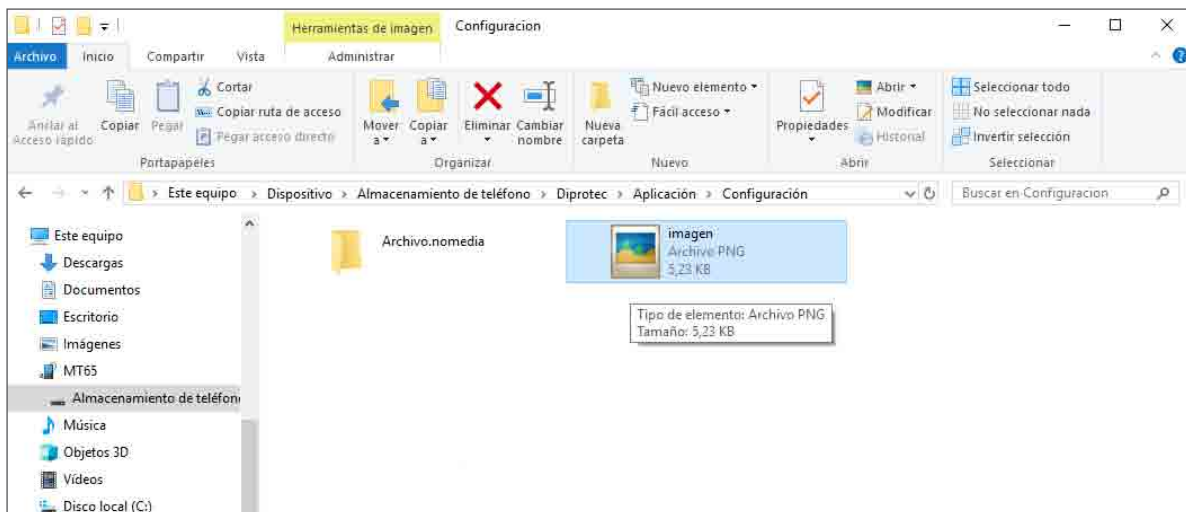 Herramientas de imagen Configuracion
Archivo Inicio Compartir Vista Administrar
Anclar al
Acceso rápido
Copiar
Pegar
Cortar
Copiar ruta de acceso
Pegar acceso directo
Portapapeles
Mover
a
Copiar
a
Eliminar
Cambiar
nombre
Organizar
Nueva
carpeta
Nuevo elemento
Fácil acceso
Nuevo
Propiedades
Abrir
Modificar
Historial
Abrir
Seleccionar todo
No seleccionar nada
Invertir selección
Seleccionar
Este equipo > Dispositivo > Almacenamiento de teléfono > Diprotec > Aplicación > Configuración
Buscar en Configuracion
Este equipo
Descargas
Documentos
Escritorio
Imágenes
MT65
Almacenamiento de teléfon
Música
Objetos 3D
Vídeos
Disco local (C:)
Archivo.nomedia
imagen
Archivo PNG
5,23 KB
Tipo de elemento: Archivo PNG
Tamaño: 5,23 KB